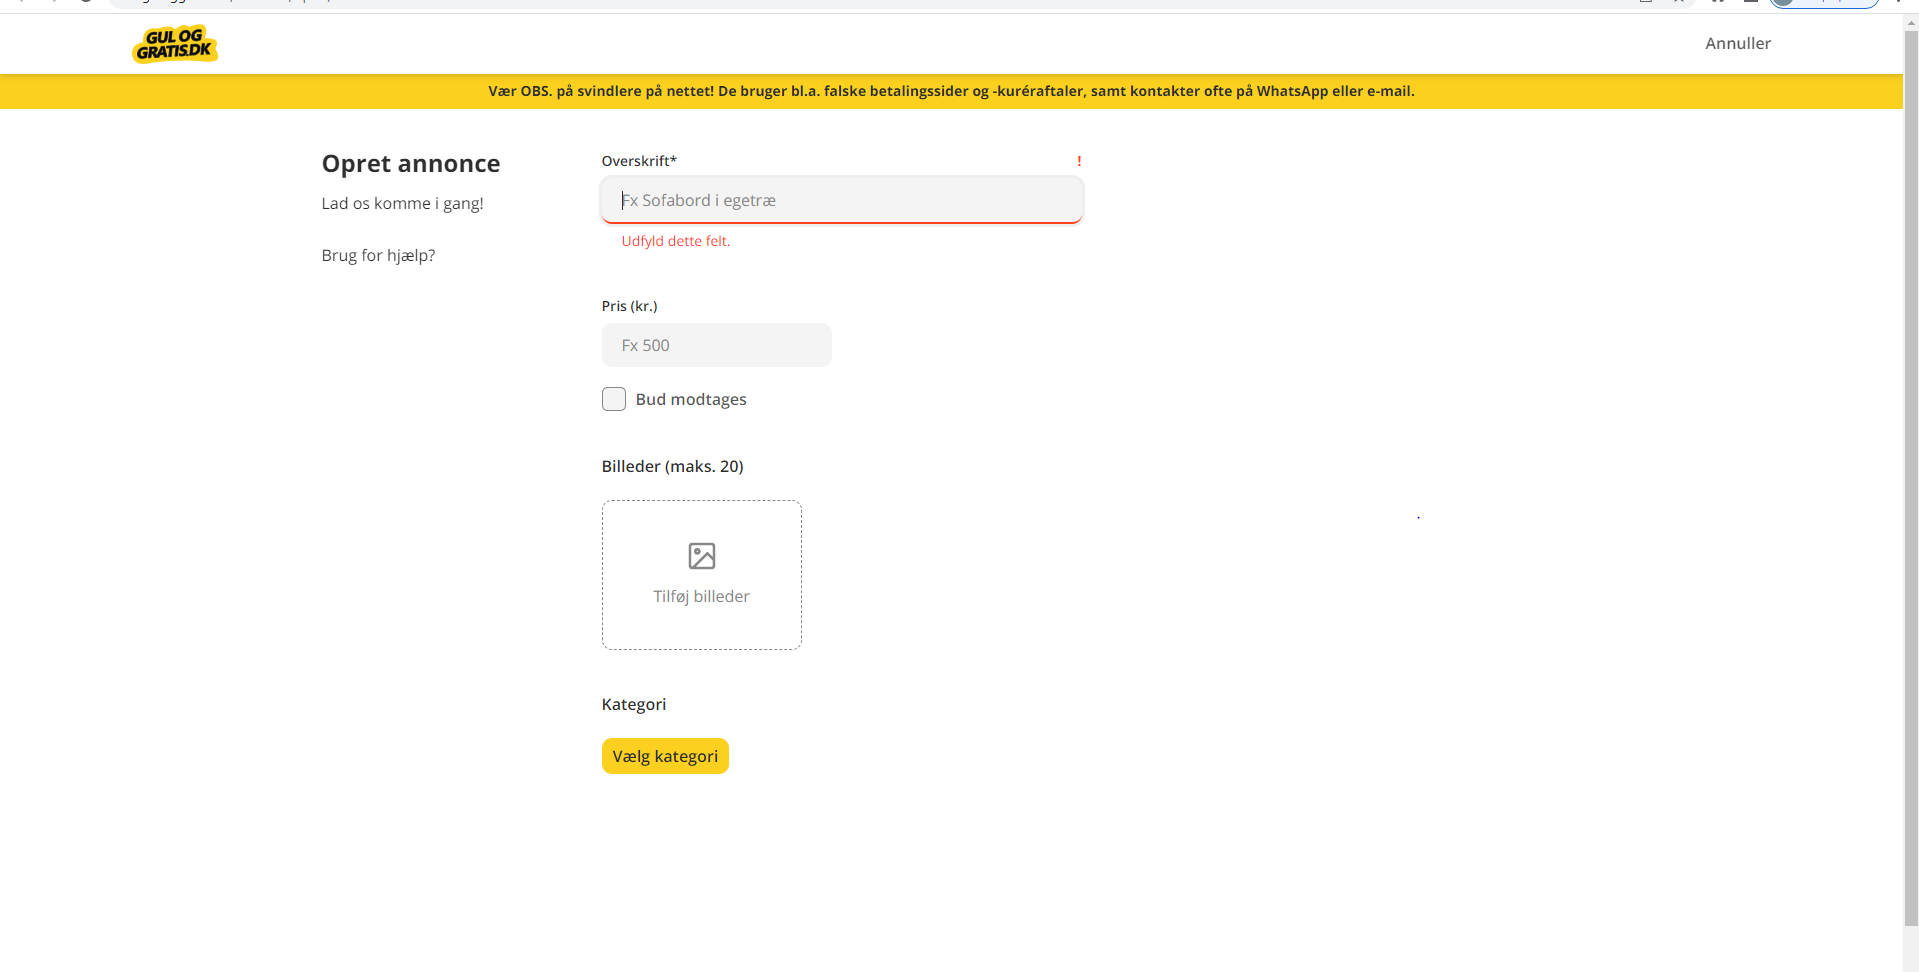 GUL OG
GRATIS.DK
Annuller
Vær OBS. på svindlere på nettet! De bruger bl.a. falske betalingssider og -kuréraftaler, samt kontakter ofte på WhatsApp eller e-mail.
Opret annonce
Lad os komme i gang!
Brug for hjælp?
Overskrift*
!
Fx Sofabord i egetræ
Udfyld dette felt.
Pris (kr.)
Fx 500
Bud modtages
Billeder (maks. 20)
Tilføj billeder
Kategori
Vælg kategori